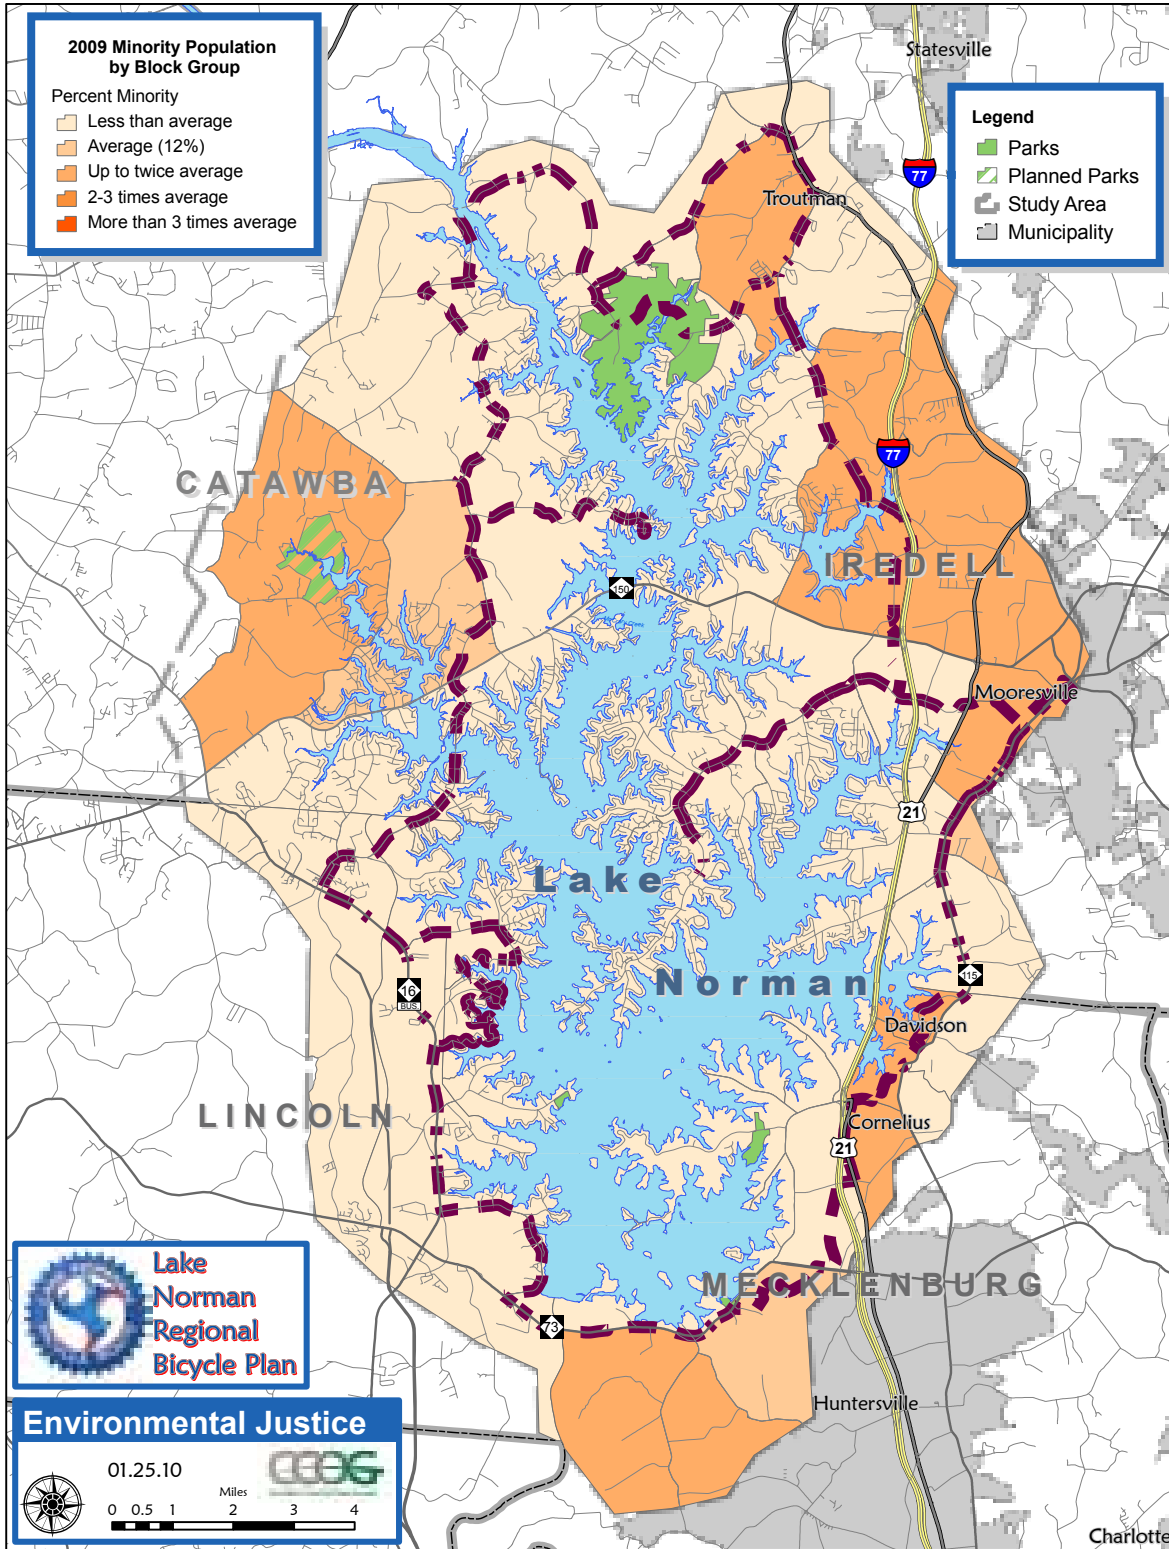 2009 Minority Population
by Block Group
Percent Minority
Less than average
Average (12%)
Up to twice average
2-3 times average
More than 3 times average
Statesville
Legend
Parks
Planned Parks
Study Area
Municipality
77
Troutman
77
CATAWBA
IREDELL
150
Mooresville
21
Lake
Norman
115
16
BUS
Davidson
LINCOLN
Cornelius
21
MECKLENBURG
73
Huntersville
Charlotte
Lake
Norman
Regional
Bicycle Plan
Environmental Justice
01.25.10
Miles
0 0.5 1 2 3 4